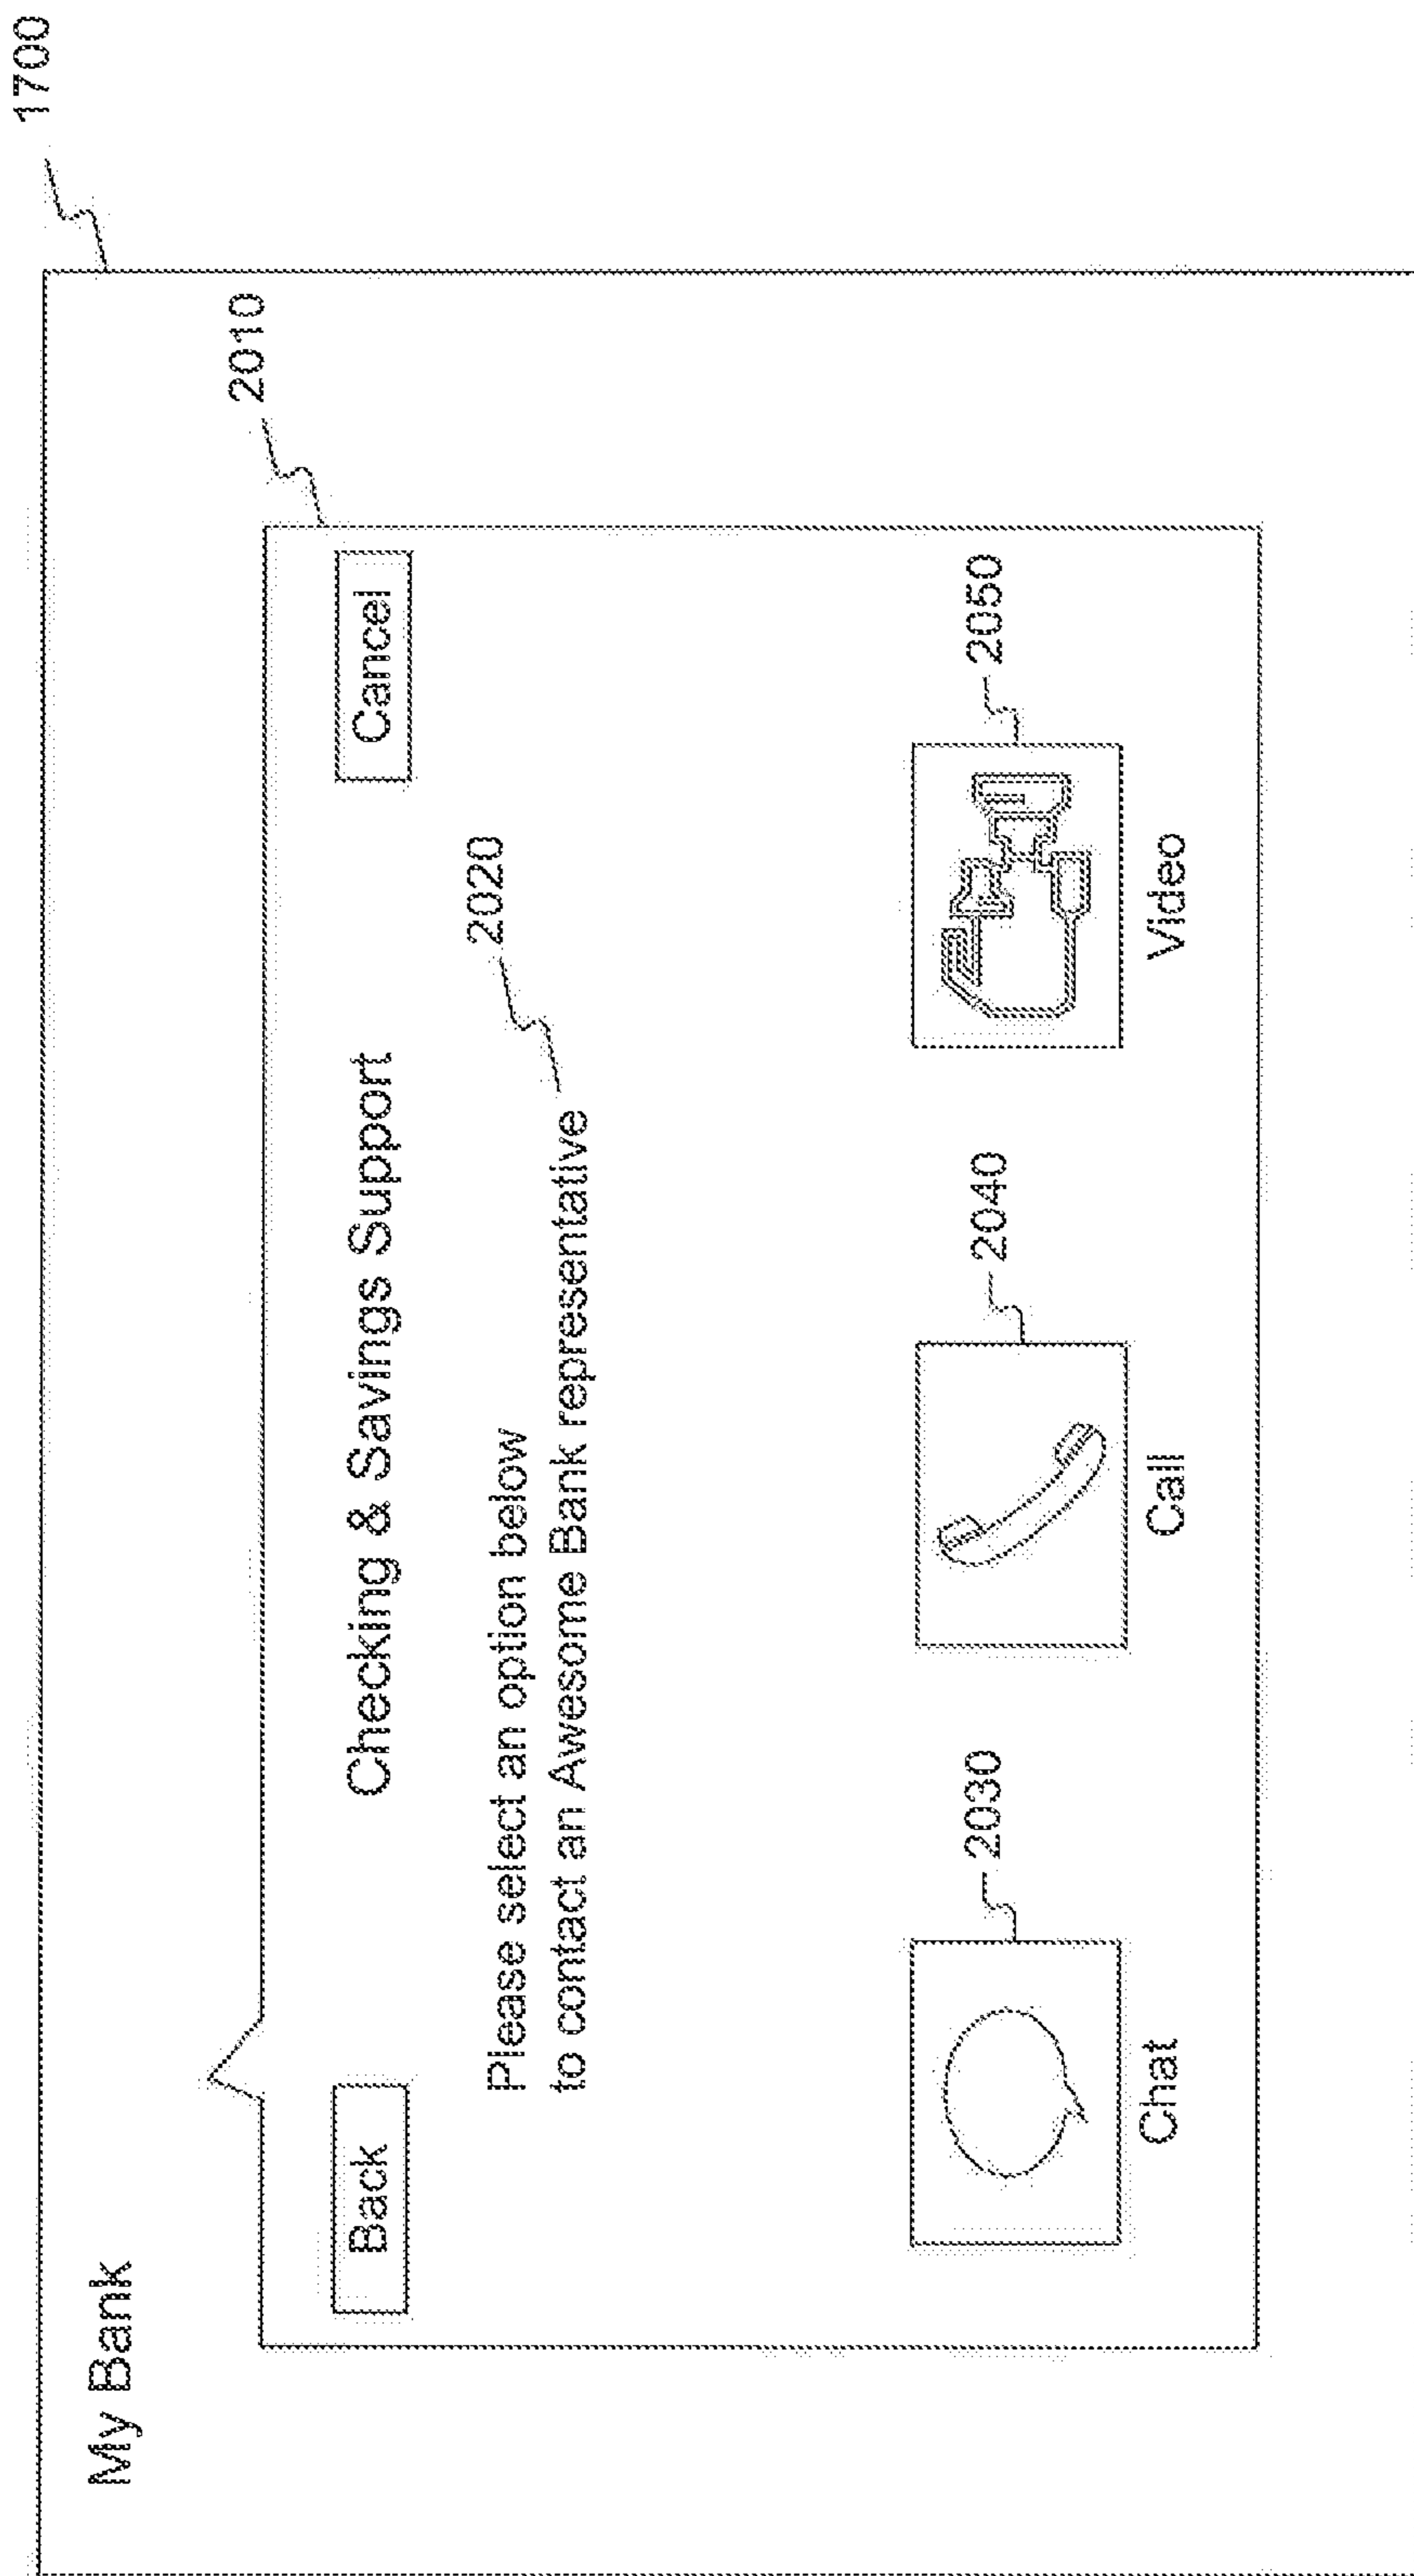 1700
My Bank
2010
Back
Checking & Savings Support
Cancel
2020
Please select an option below
to contact an Awesome Bank representative
2030
2040
2050
Chat
Call
Video